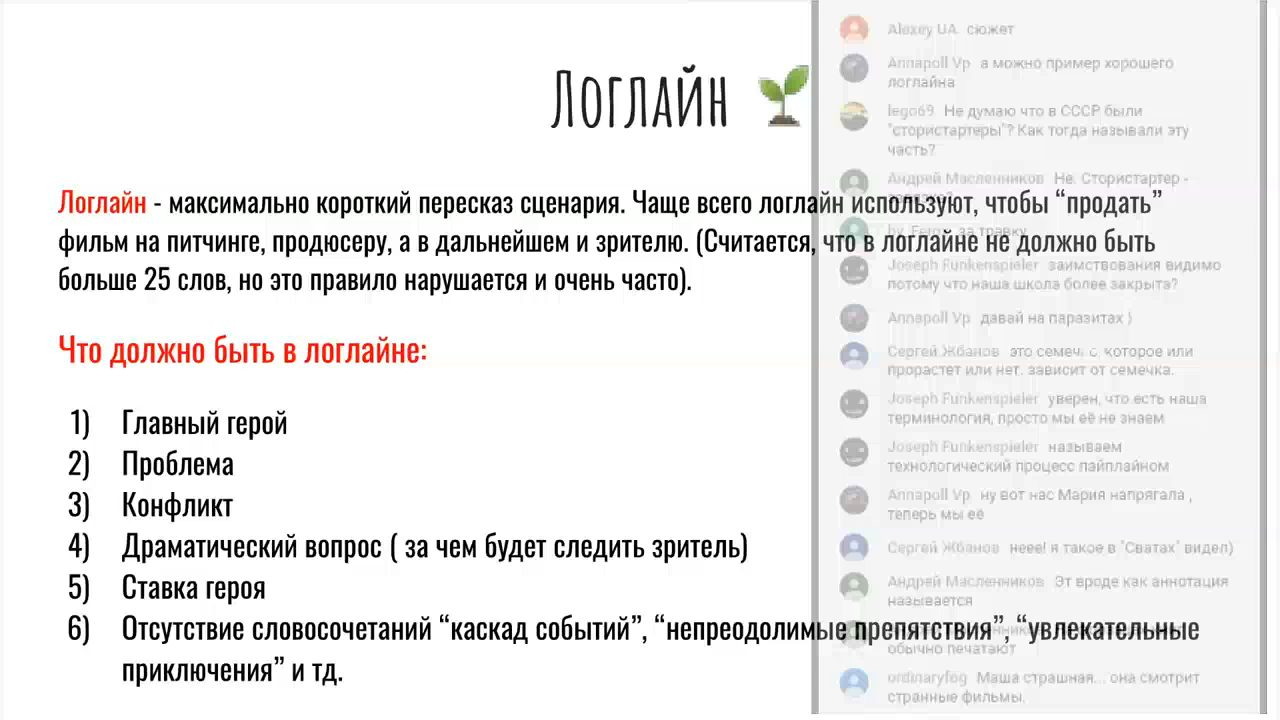 Логлайн
Логлайн - максимально короткий пересказ сценария. Чаще всего логлайн используют, чтобы “продать”
фильм на питчинге, продюсеру, а в дальнейшем и зрителю. (Считается, что в логлайне не должно быть
больше 25 слов, но это правило нарушается и очень часто).
Что должно быть в логлайне:
1) Главный герой
2) Проблема
3) Конфликт
4) Драматический вопрос ( за чем будет следить зритель)
5) Ставка героя
6) Отсутствие словосочетаний “каскад событий”, “непреодолимые препятствия”, “увлекательные
приключения” и тд.
Alexey UA сюжет
Annapoll Vp а можно пример хорошего
логлайна
lego69 Не думаю что в СССР были
"стористартеры"? Как тогда называли эту
часть?
Андрей Масленников Не. Стористартер -
за травку
Joseph Funkenspieler заимствования видимо
потому что наша школа более закрыта?
Annapoll Vp давай на паразитах )
Сергей Жбанов это семечко которое или
прорастет или нет. зависит от семечка.
Joseph Funkenspieler уверен, что есть наша
терминология, просто мы её не знаем
Joseph Funkenspieler называем
технологический процесс пайплайном
Annapoll Vp ну вот нас Мария напрягала ,
теперь мы её
Сергей Жбанов неее! я такое в "Сватах" видел)
Андрей Масленников Эт вроде как аннотация
называется
обычно печатают
ordinaryfog Маша страшная... она смотрит
странные фильмы.